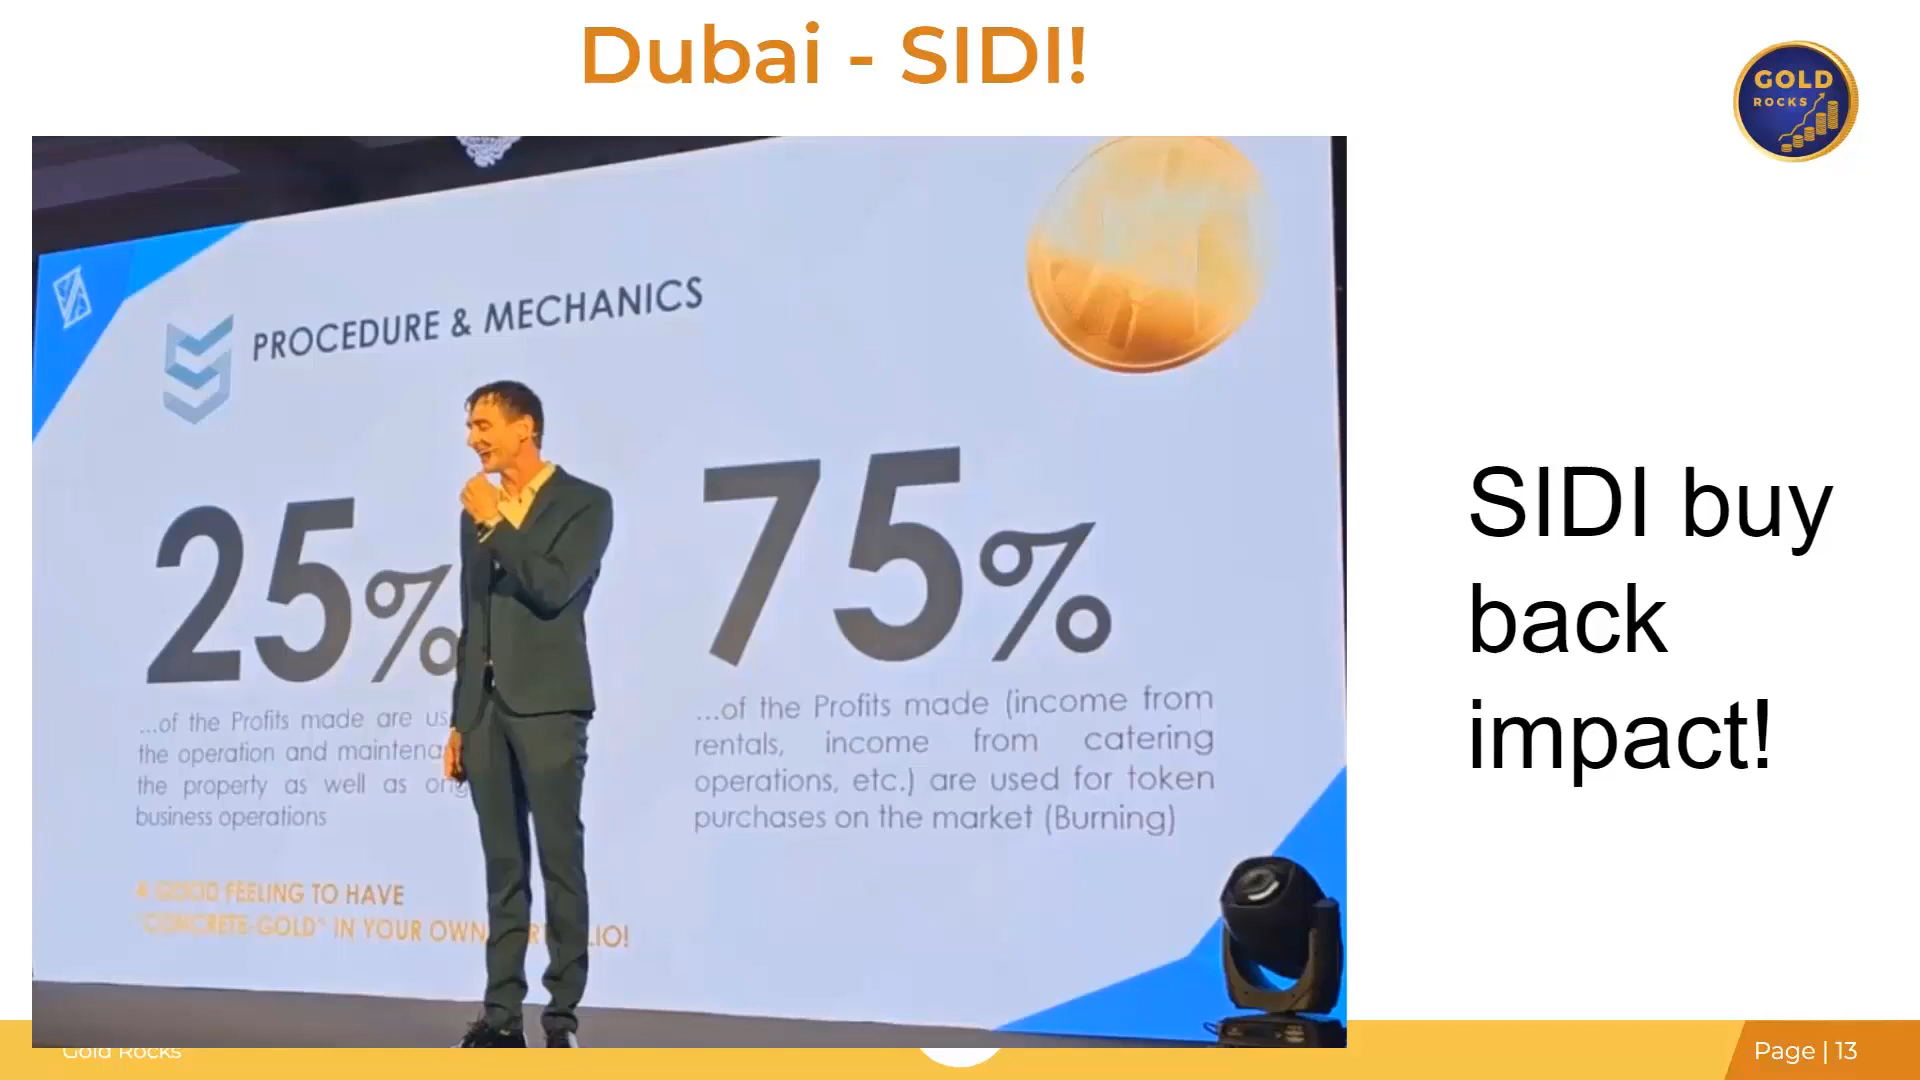 Dubai - SIDI!
GOLD
ROCKS
PROCEDURE & MECHANICS
25%
...of the Profits made are
the operation and
the property as well as
business operations
75%
...of the Profits made (income from
rentals, income from catering
operations, etc.) are used for token
purchases on the market (Burning)
A GOOD FEELING TO HAVE
"CONCRETE-GOLD" IN YOUR OWN
SIDI buy
back
impact!
Gold Rocks
Page | 13